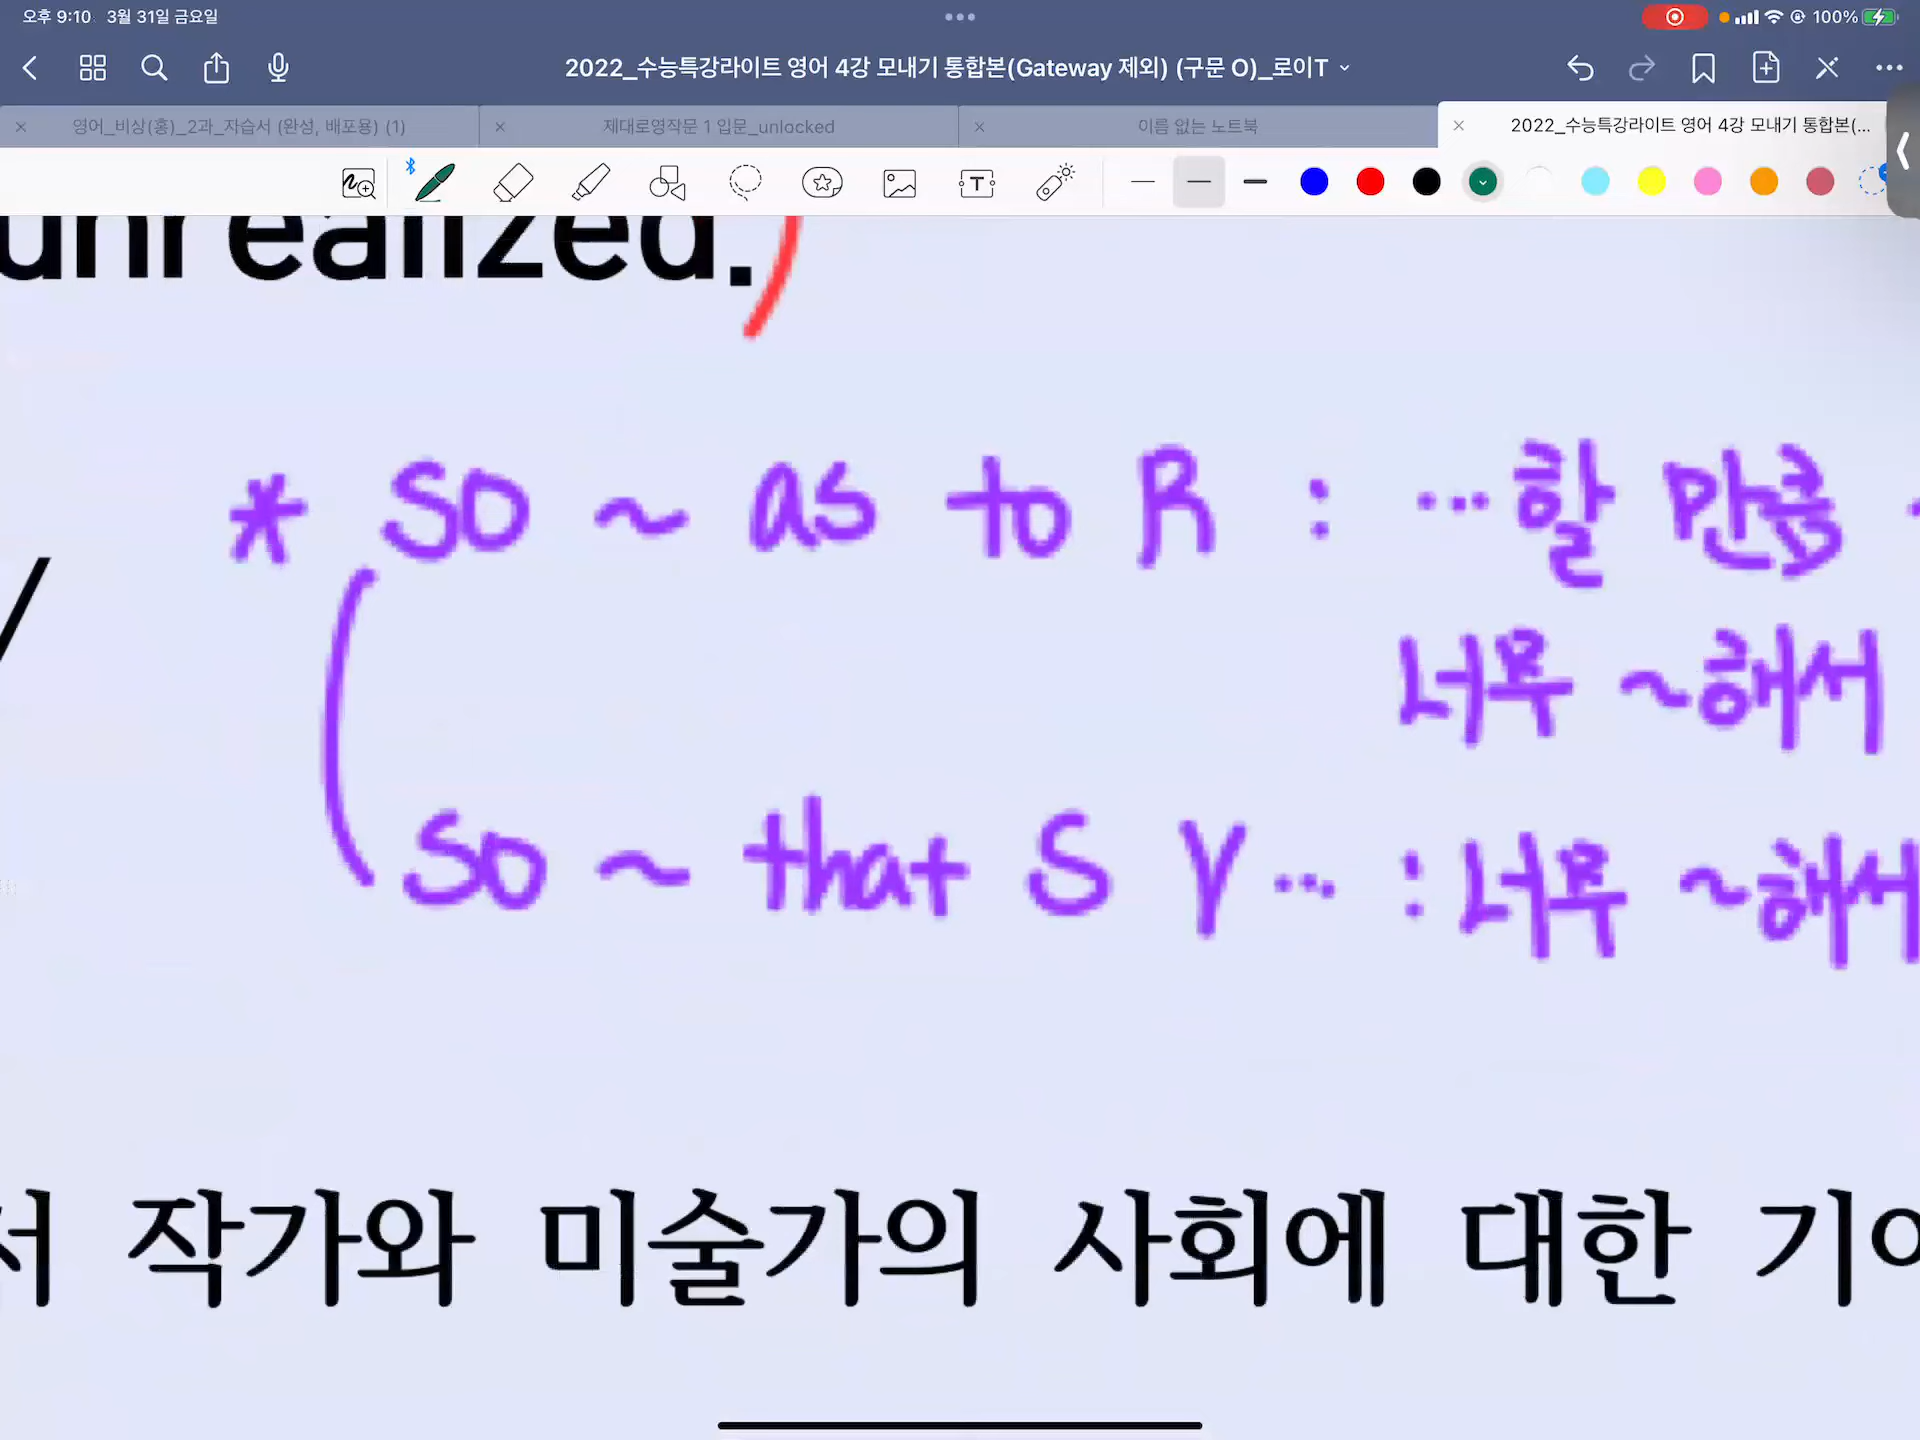 오후 9:10 3월 31일 금요일
100%
2022_수능특강라이트 영어 4강 모내기 통합본(Gateway 제외) (구문 O)_로이T
영어_비상(홍)_2과_자습서 (완성, 배포용) (1)
제대로영작문 1 입문_unlocked
이름 없는 노트북
2022_수능특강라이트 영어 4강 모내기 통합본(...
unrealized.)
* so ~ as to R : …할 만큼
너무 ~해서
so ~ that S V … : 너무 ~해서
서 작가와 미술가의 사회에 대한